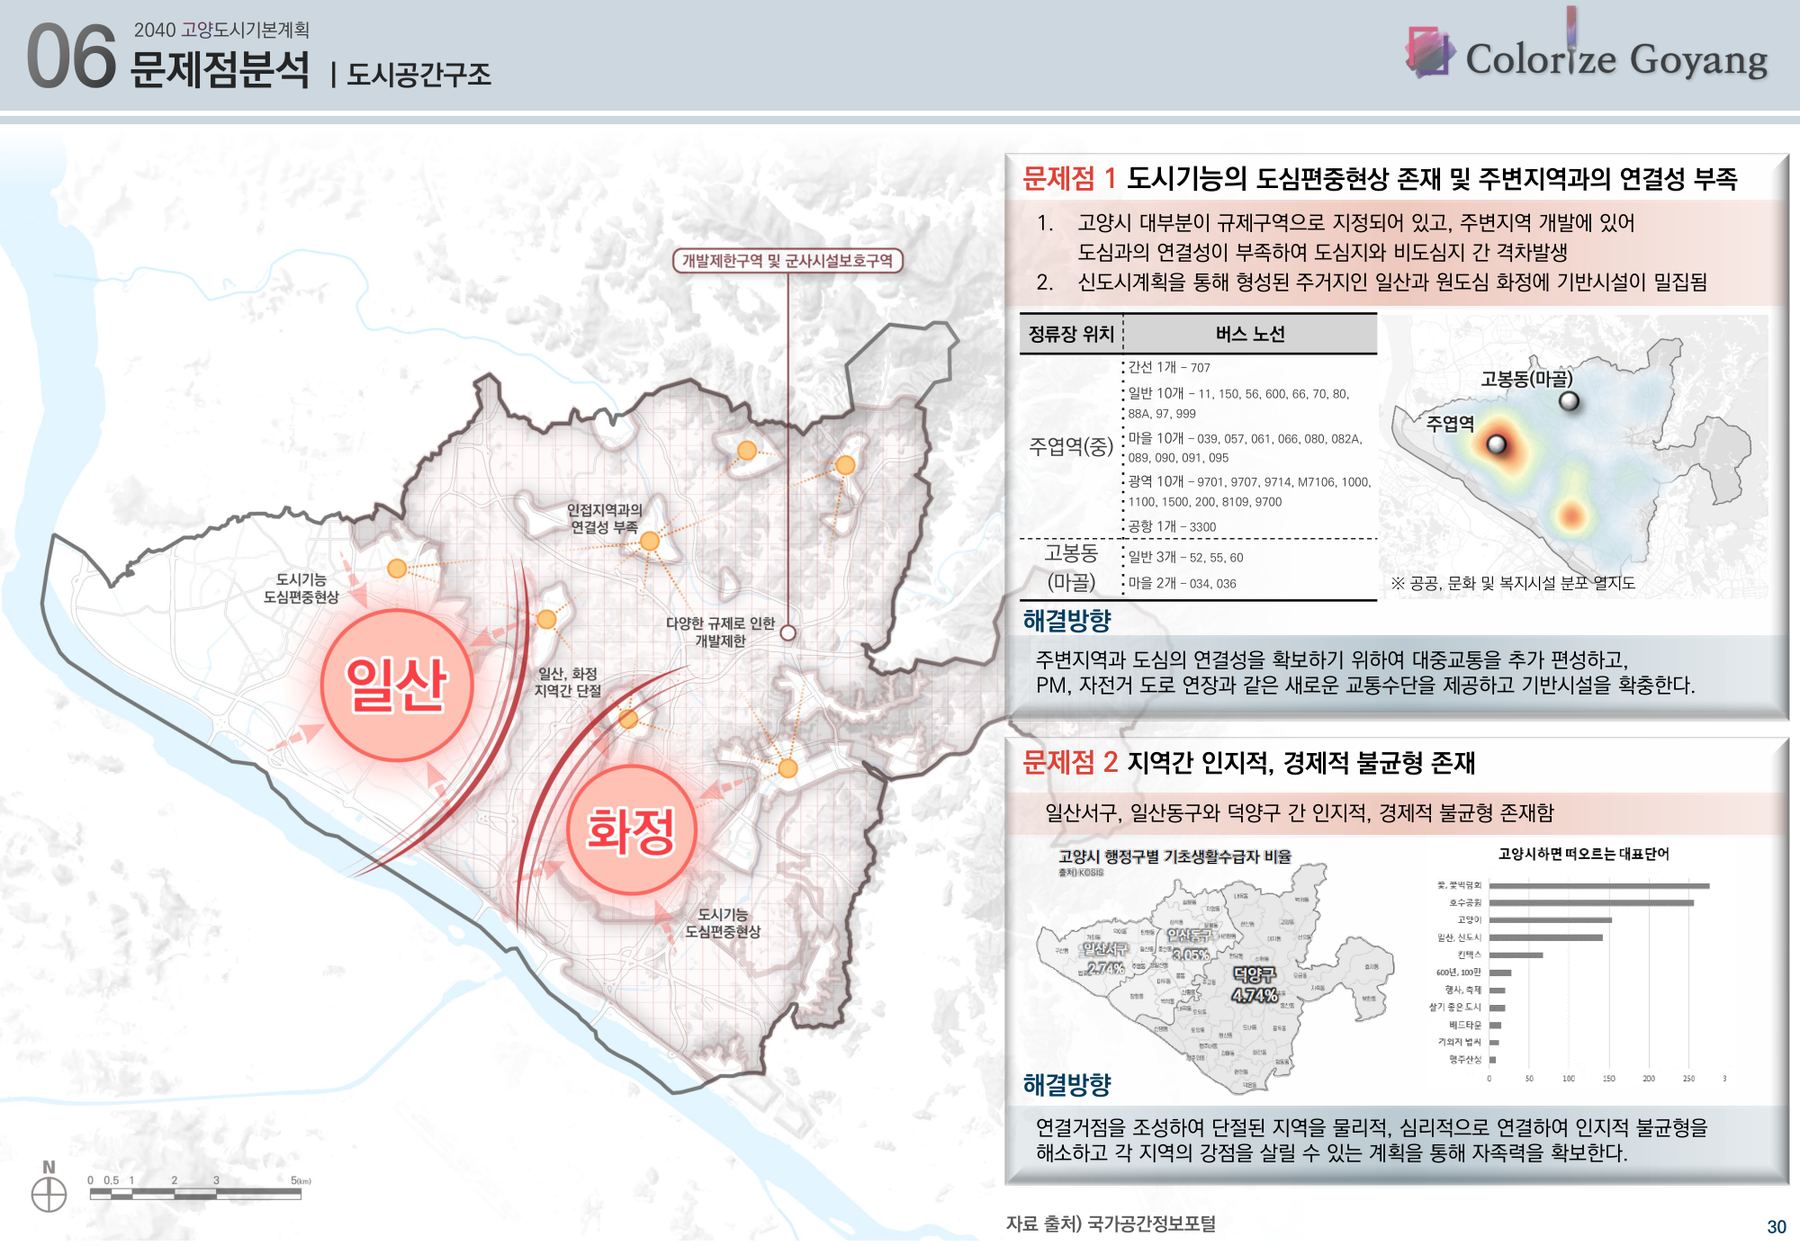 06
2040 고양도시기본계획
문제점분석 | 도시공간구조
Colorize Goyang
개발제한구역 및 군사시설보호구역
인접지역과의
연결성 부족
도시기능
도심편중현상
다양한 규제로 인한
개발제한
일산
일산, 화정
지역간 단절
화정
도시기능
도심편중현상
N
0 0.5 1 2 3 5(km)
문제점 1 도시기능의 도심편중현상 존재 및 주변지역과의 연결성 부족
1. 고양시 대부분이 규제구역으로 지정되어 있고, 주변지역 개발에 있어
도심과의 연결성이 부족하여 도심지와 비도심지 간 격차발생
2. 신도시계획을 통해 형성된 주거지인 일산과 원도심 화정에 기반시설이 밀집됨
정류장 위치 버스 노선
주엽역(중)
간선 1개 – 707
일반 10개 – 11, 150, 56, 600, 66, 70, 80,
88A, 97, 999
마을 10개 – 039, 057, 061, 066, 080, 082A,
089, 090, 091, 095
광역 10개 – 9701, 9707, 9714, M7106, 1000,
1100, 1500, 200, 8109, 9700
공항 1개 – 3300
고봉동
(마골)
일반 3개 – 52, 55, 60
마을 2개 – 034, 036
고봉동(마골)
주엽역
※ 공공, 문화 및 복지시설 분포 열지도
해결방향
주변지역과 도심의 연결성을 확보하기 위하여 대중교통을 추가 편성하고,
PM, 자전거 도로 연장과 같은 새로운 교통수단을 제공하고 기반시설을 확충한다.
문제점 2 지역간 인지적, 경제적 불균형 존재
일산서구, 일산동구와 덕양구 간 인지적, 경제적 불균형 존재함
고양시 행정구별 기초생활수급자 비율
출처) KOSIS
일산서구
2.74%
일산동구
3.05%
덕양구
4.74%
고양시하면 떠오르는 대표단어
꽃, 꽃박람회
호수공원
고양이
일산, 신도시
킨텍스
600년, 100만
행사, 축제
살기 좋은 도시
베드타운
가와지 볍씨
행주산성
0 50 100 150 200 250 3
해결방향
연결거점을 조성하여 단절된 지역을 물리적, 심리적으로 연결하여 인지적 불균형을
해소하고 각 지역의 강점을 살릴 수 있는 계획을 통해 자족력을 확보한다.
자료 출처) 국가공간정보포털
30